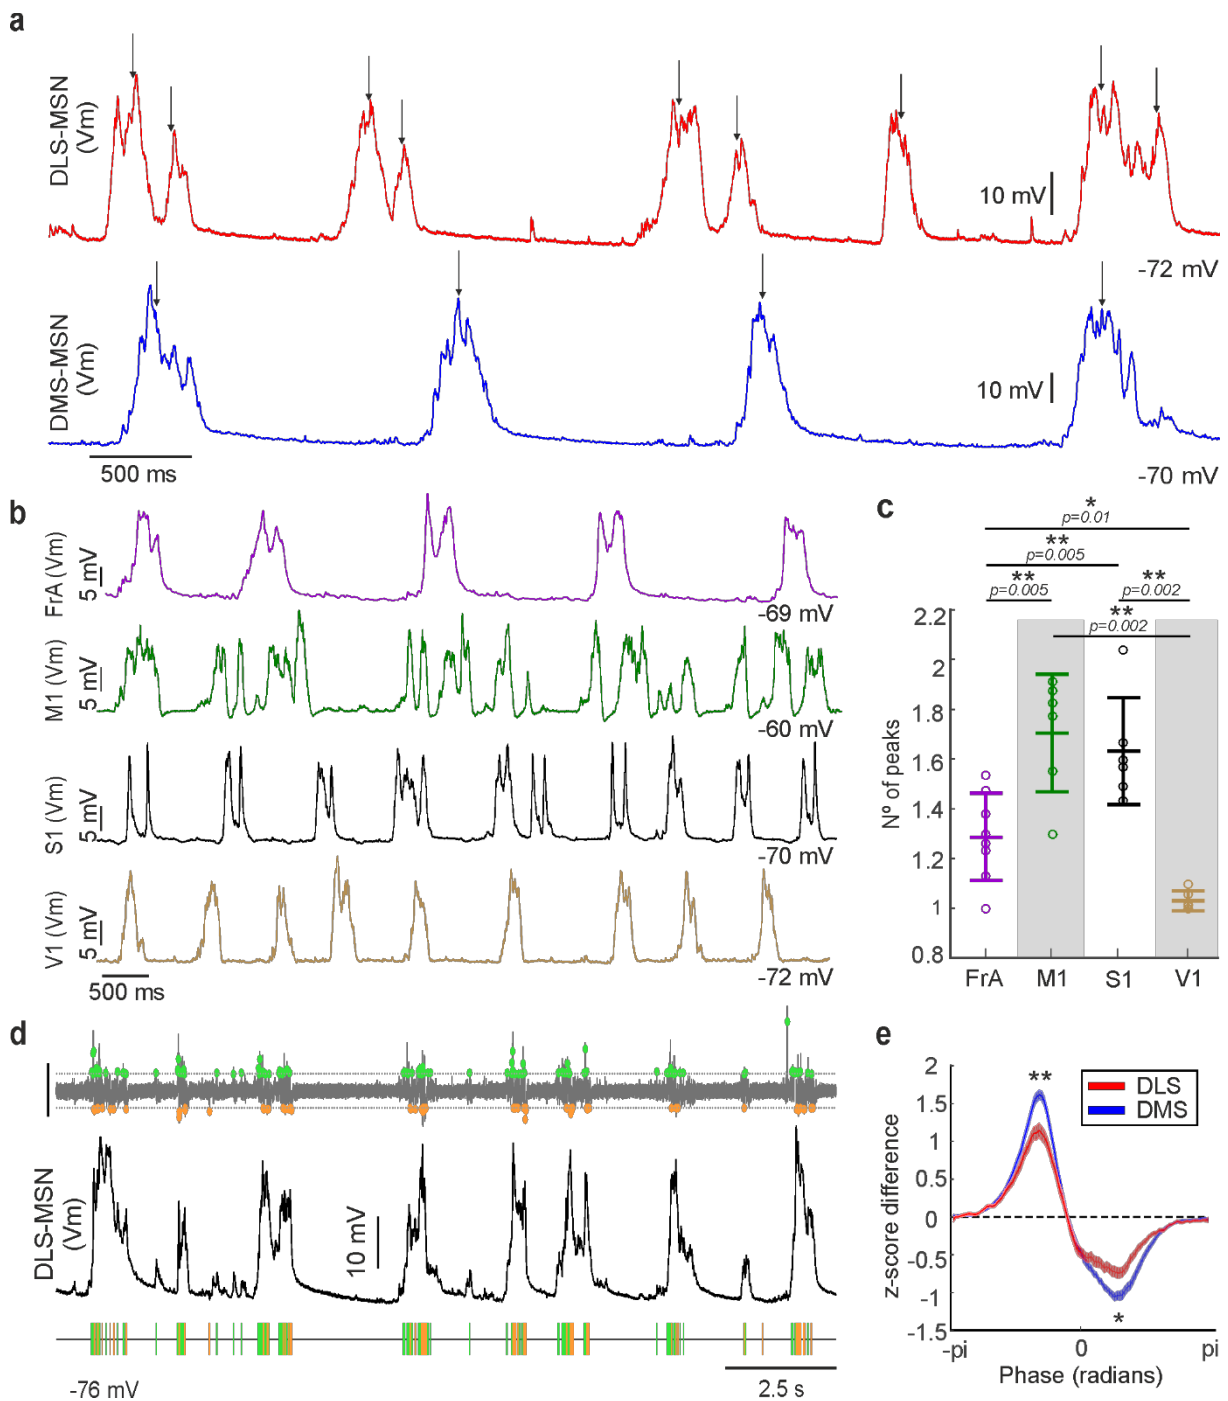 a
DLS-MSN
(Vm)
10 mV
-72 mV
DMS-MSN
(Vm)
10 mV
500 ms
-70 mV
b
FrA (Vm)
5 mV
-69 mV
M1 (Vm)
5 mV
-60 mV
S1 (Vm)
5 mV
-70 mV
V1 (Vm)
5 mV
-72 mV
500 ms
c
*
p=0.01
**
p=0.005
** **
p=0.005 p=0.002
**
p=0.002
Nº of peaks
2.2
2
1.8
1.6
1.4
1.2
1
0.8
FrA M1 S1 V1
d
DLS-MSN
(Vm)
10 mV
-76 mV
2.5 s
e
z-score difference
2
1.5
1
0.5
0
-0.5
-1
-1.5
**
DLS
DMS
*
-pi 0 pi
Phase (radians)